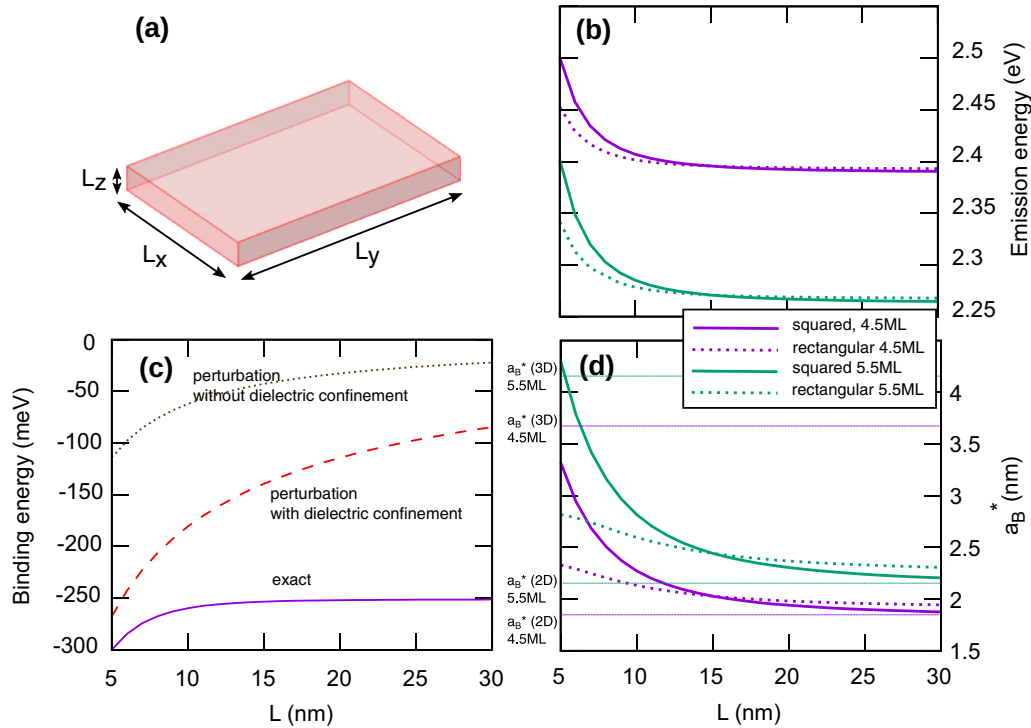 (a)
Lz
Lx
Ly
(b)
2.5
2.45
2.4
2.35
2.3
2.25
Emission energy (eV)
(c)
0
-50
-100
-150
-200
-250
-300
Binding energy (meV)
perturbation
without dielectric confinement
perturbation
with dielectric confinement
exact
5
10
15
20
25
30
L (nm)
squared, 4.5ML
rectangular 4.5ML
squared 5.5ML
rectangular 5.5ML
(d)
aB* (3D)
5.5ML
aB* (3D)
4.5ML
aB* (2D)
5.5ML
aB* (2D)
4.5ML
4
3.5
3
2.5
2
1.5
aB* (nm)
5
10
15
20
25
30
L (nm)